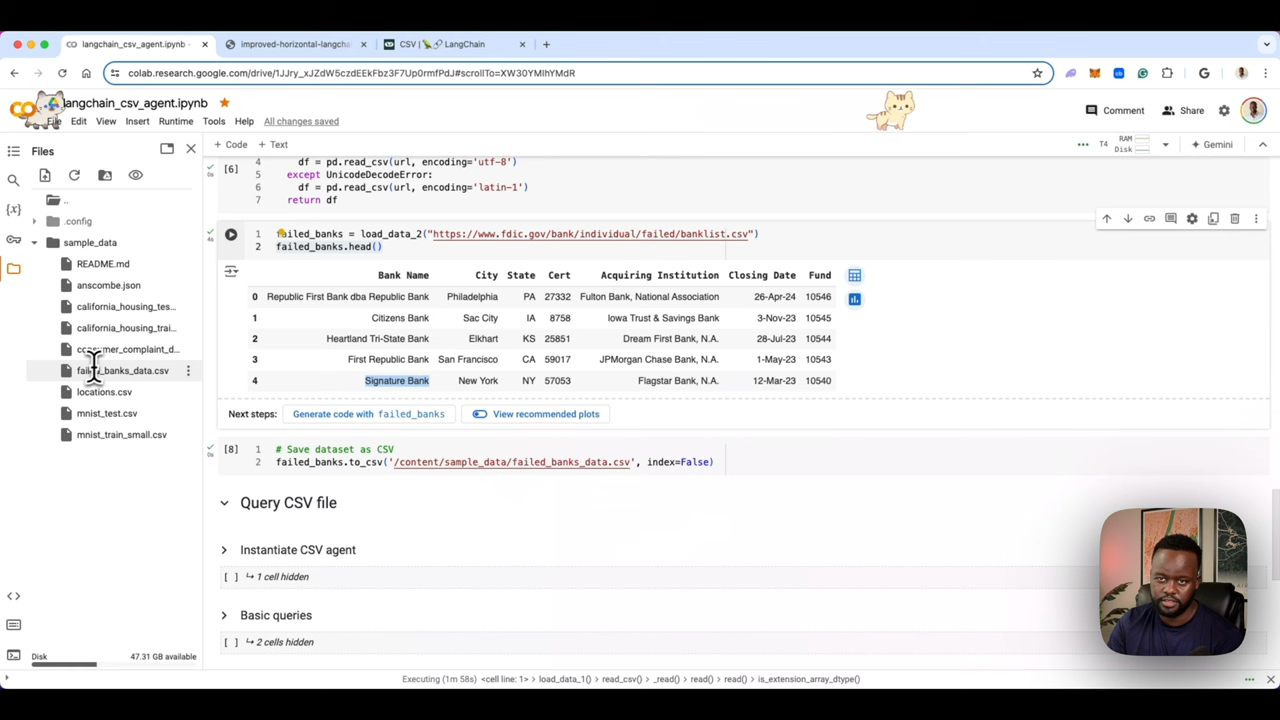 langchain_csv_agent.ipynb -
improved-horizontal-langcha
CSV | 🦜️🔗 LangChain
colab.research.google.com/drive/1JJry_xJZdW5czdEEkFbz3F7Up0rmfPdJ#scrollTo=XW30YMlhYMdR
langchain_csv_agent.ipynb
File Edit View Insert Runtime Tools Help All changes saved
Comment Share
Files
+ Code + Text
T4 RAM Disk Gemini
..
.config
sample_data
README.md
anscombe.json
california_housing_tes...
california_housing_trai...
consumer_complaint_d...
failed_banks_data.csv
locations.csv
mnist_test.csv
mnist_train_small.csv
Disk 47.31 GB available
[6] 4 df = pd.read_csv(url, encoding='utf-8')
5 except UnicodeDecodeError:
6 df = pd.read_csv(url, encoding='latin-1')
7 return df
0s
1 failed_banks = load_data_2("https://www.fdic.gov/bank/individual/failed/banklist.csv")
2 failed_banks.head()
4s
Bank Name City State Cert Acquiring Institution Closing Date Fund
0 Republic First Bank dba Republic Bank Philadelphia PA 27332 Fulton Bank, National Association 26-Apr-24 10546
1 Citizens Bank Sac City IA 8758 Iowa Trust & Savings Bank 3-Nov-23 10545
2 Heartland Tri-State Bank Elkhart KS 25851 Dream First Bank, N.A. 28-Jul-23 10544
3 First Republic Bank San Francisco CA 59017 JPMorgan Chase Bank, N.A. 1-May-23 10543
4 Signature Bank New York NY 57053 Flagstar Bank, N.A. 12-Mar-23 10540
Next steps: Generate code with failed_banks View recommended plots
[8] 1 # Save dataset as CSV
2 failed_banks.to_csv('/content/sample_data/failed_banks_data.csv', index=False)
0s
Query CSV file
Instantiate CSV agent
[ ] ↳ 1 cell hidden
Basic queries
[ ] ↳ 2 cells hidden
Executing (1m 58s) <cell line: 1> > load_data_1() > read_csv() > _read() > read() > read() > is_extension_array_dtype()